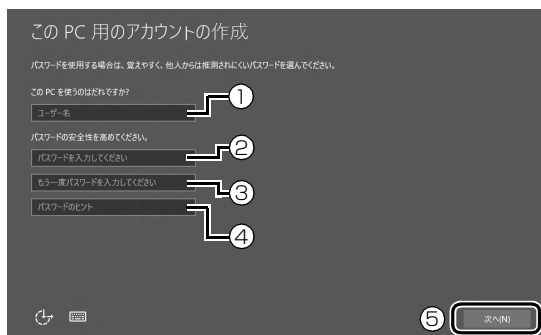 この PC 用のアカウントの作成
パスワードを使用する場合は、覚えやすく、他人からは推測されにくいパスワードを選んでください。
この PC を使うのはだれですか?
ユーザー名
①
パスワードの安全性を高めてください。
パスワードを入力してください
②
もう一度パスワードを入力してください
③
パスワードのヒント
④
⑤
次へ(N)